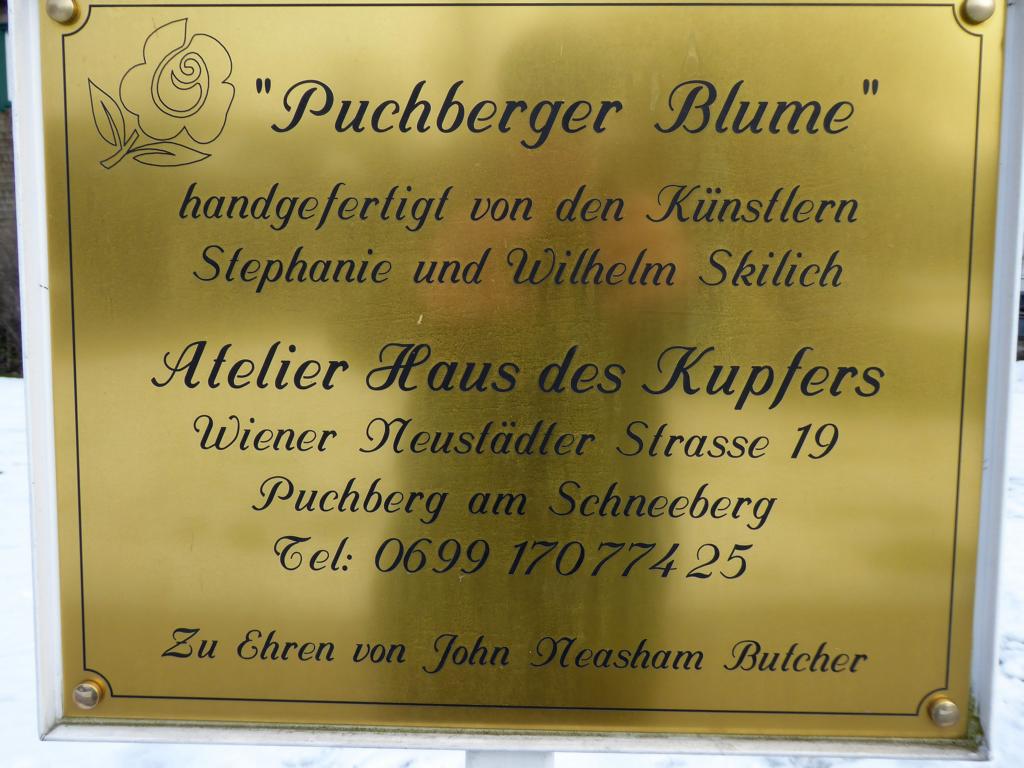 "Puchberger Blume"
handgefertigt von den Künstlern
Stephanie und Wilhelm Skilich
Atelier Haus des Kupfers
Wiener Neustädter Strasse 19
Puchberg am Schneeberg
Tel: 0699 17077425
Zu Ehren von John Neasham Butcher